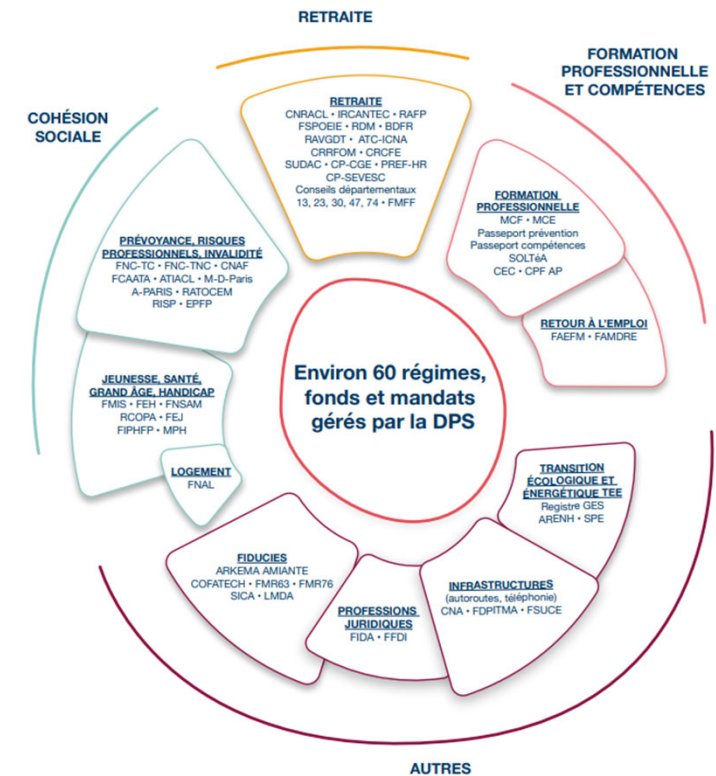 RETRAITE
FORMATION
PROFESSIONNELLE
ET COMPÉTENCES
COHÉSION
SOCIALE
RETRAITE
CNRACL • IRCANTEC • RAFP
FSPOEIE • RDM • BDFR
RAVGDT • ATC-ICNA
CRRFOM • CRCFE
SUDAC • CP-CGE • PREF-HR
CP-SEVESC
Conseils départementaux
13, 23, 30, 47, 74 • FMFF
FORMATION
PROFESSIONNELLE
MCF • MCE
Passeport prévention
Passeport compétences
SOLTéA
CEC • CPF AP
RETOUR À L'EMPLOI
FAEFM • FAMDRE
PRÉVOYANCE, RISQUES
PROFESSIONNELS, INVALIDITÉ
FNC-TC • FNC-TNC • CNAF
FCAATA • ATIACL • M-D-Paris
A-PARIS • RATOCEM
RISP • EPFP
JEUNESSE, SANTÉ,
GRAND ÂGE, HANDICAP
FMIS • FEH • FNSAM
RCOPA • FEJ
FIPHFP • MPH
LOGEMENT
FNAL
Environ 60 régimes,
fonds et mandats
gérés par la DPS
TRANSITION
ÉCOLOGIQUE ET
ÉNERGÉTIQUE TEE
Registre GES
ARENH • SPE
INFRASTRUCTURES
(autoroutes, téléphonie)
CNA • FDPITMA • FSUCE
PROFESSIONS
JURIDIQUES
FIDA • FFDI
FIDUCIES
ARKEMA AMIANTE
COFATECH • FMR63 • FMR76
SICA • LMDA
AUTRES